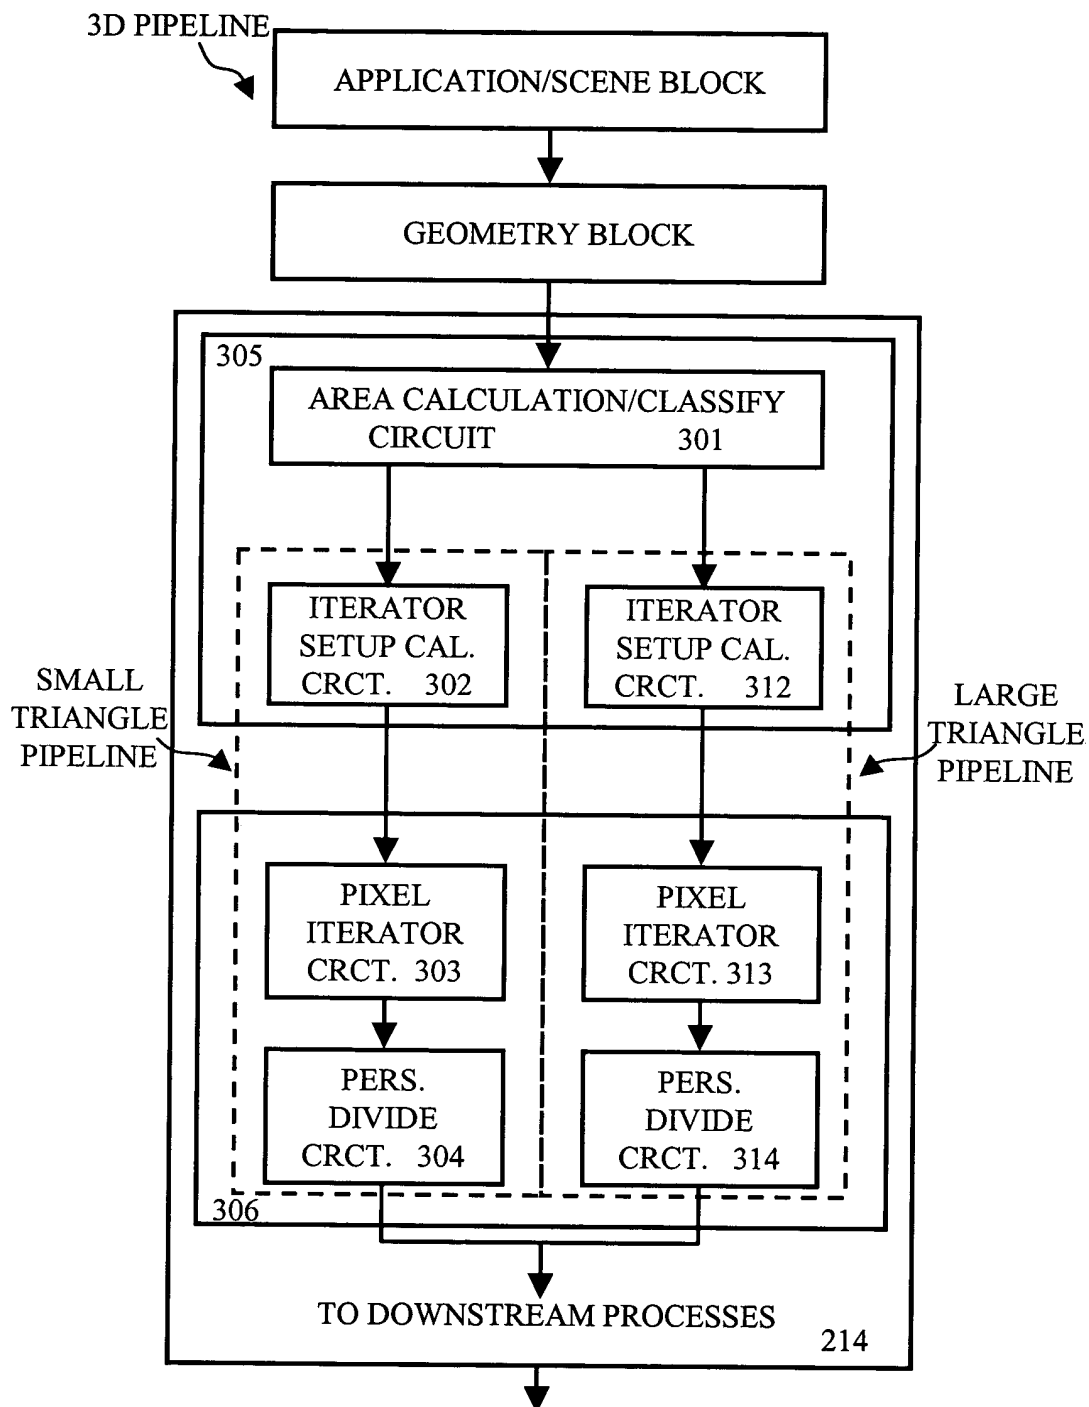 3D PIPELINE
APPLICATION/SCENE BLOCK
GEOMETRY BLOCK
305
AREA CALCULATION/CLASSIFY
CIRCUIT 301
ITERATOR
SETUP CAL.
CRCT. 302
ITERATOR
SETUP CAL.
CRCT. 312
SMALL
TRIANGLE
PIPELINE
LARGE
TRIANGLE
PIPELINE
PIXEL
ITERATOR
CRCT. 303
PIXEL
ITERATOR
CRCT. 313
PERS.
DIVIDE
CRCT. 304
PERS.
DIVIDE
CRCT. 314
306
TO DOWNSTREAM PROCESSES
214